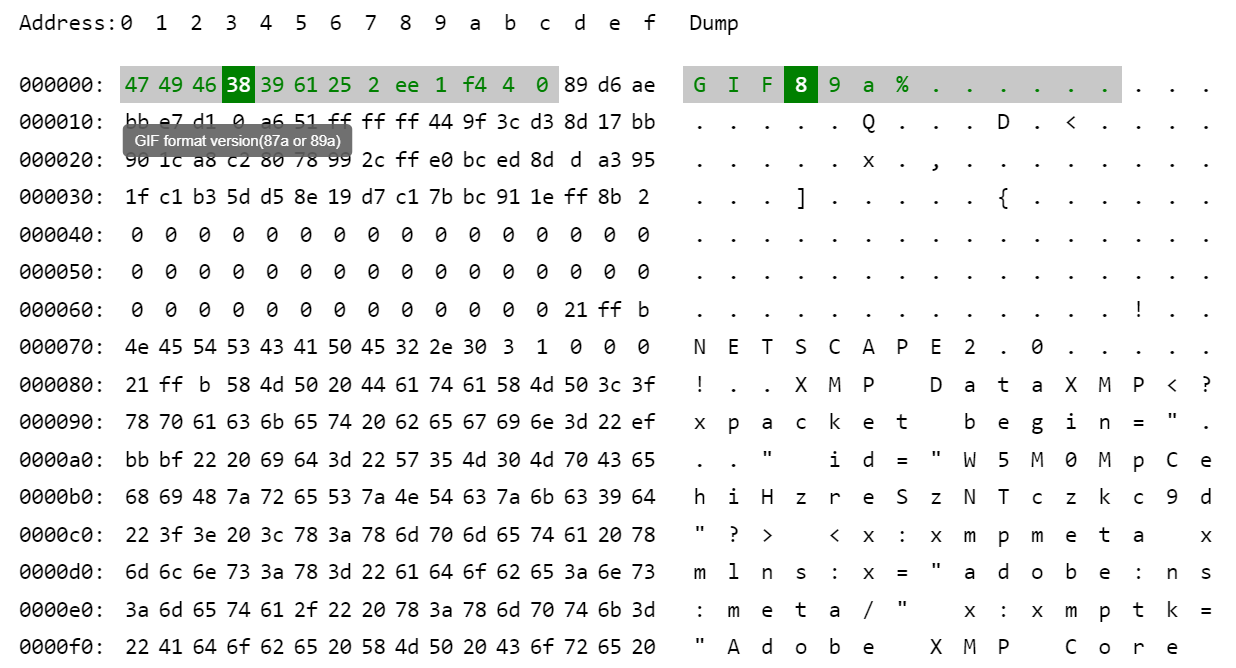 Address:0 1 2 3 4 5 6 7 8 9 a b c d e f Dump
000000: 47 49 46 38 39 61 25 2 ee 1 f4 4 0 89 d6 ae G I F 8 9 a % . . . . . . . . .
000010: bb e7 d1 0 a6 51 ff ff ff 44 9f 3c d3 8d 17 bb . . . . . Q . . . D . < . . . .
GIF format version(87a or 89a)
000020: 90 1c a8 c2 80 78 99 2c ff e0 bc ed 8d d a3 95 . . . . . x . , . . . . . . . .
000030: 1f c1 b3 5d d5 8e 19 d7 c1 7b bc 91 1e ff 8b 2 . . . ] . . . . . { . . . . . .
000040: 0 0 0 0 0 0 0 0 0 0 0 0 0 0 0 0 . . . . . . . . . . . . . . . .
000050: 0 0 0 0 0 0 0 0 0 0 0 0 0 0 0 0 . . . . . . . . . . . . . . . .
000060: 0 0 0 0 0 0 0 0 0 0 0 0 0 21 ff b . . . . . . . . . . . . . ! . .
000070: 4e 45 54 53 43 41 50 45 32 2e 30 3 1 0 0 0 N E T S C A P E 2 . 0 . . . . .
000080: 21 ff b 58 4d 50 20 44 61 74 61 58 4d 50 3c 3f ! . . X M P D a t a X M P < ?
000090: 78 70 61 63 6b 65 74 20 62 65 67 69 6e 3d 22 ef x p a c k e t b e g i n = " .
0000a0: bb bf 22 20 69 64 3d 22 57 35 4d 30 4d 70 43 65 . . " i d = " W 5 M 0 M p C e
0000b0: 68 69 48 7a 72 65 53 7a 4e 54 63 7a 6b 63 39 64 h i H z r e S z N T c z k c 9 d
0000c0: 22 3f 3e 20 3c 78 3a 78 6d 70 6d 65 74 61 20 78 " ? > < x : x m p m e t a x
0000d0: 6d 6c 6e 73 3a 78 3d 22 61 64 6f 62 65 3a 6e 73 m l n s : x = " a d o b e : n s
0000e0: 3a 6d 65 74 61 2f 22 20 78 3a 78 6d 70 74 6b 3d : m e t a / " x : x m p t k =
0000f0: 22 41 64 6f 62 65 20 58 4d 50 20 43 6f 72 65 20 " A d o b e X M P C o r e